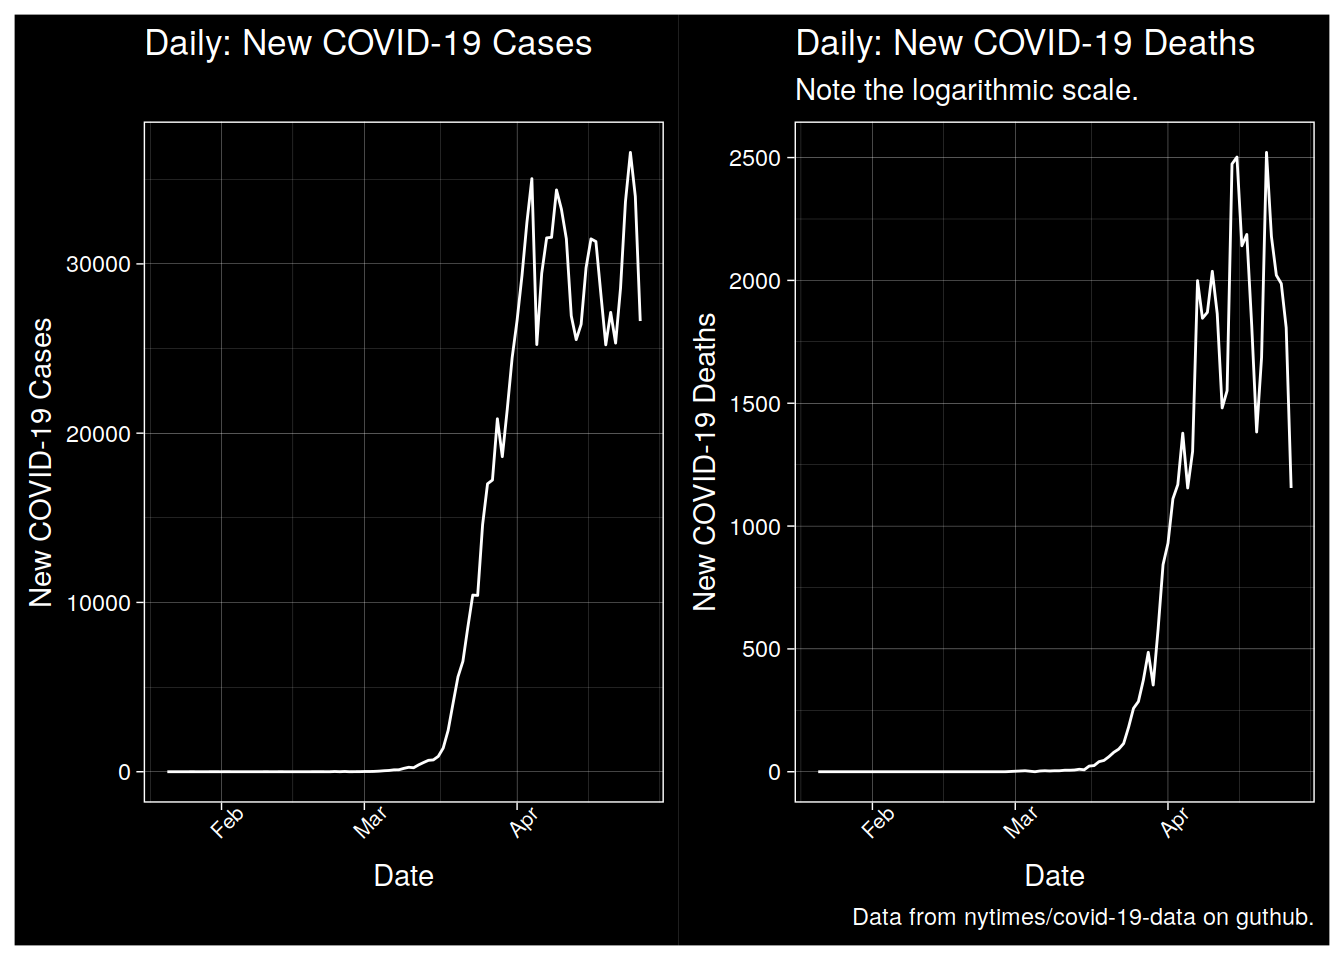 Daily: New COVID-19 Cases
New COVID-19 Cases
30000
20000
10000
0
Feb
Mar
Apr
Date
Daily: New COVID-19 Deaths
Note the logarithmic scale.
New COVID-19 Deaths
2500
2000
1500
1000
500
0
Feb
Mar
Apr
Date
Data from nytimes/covid-19-data on guthub.